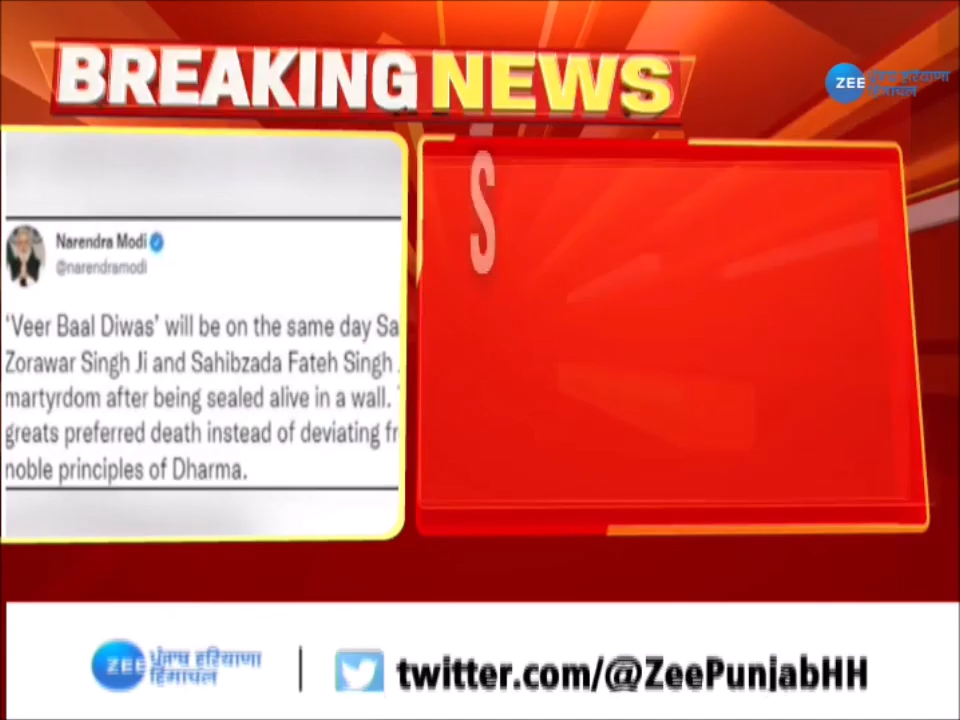 BREAKING NEWS
ZEE ਪੰਜਾਬ हरियाणा
हिमाचल
S
Narendra Modi
@narendramodi
'Veer Baal Diwas' will be on the same day Sa
Zorawar Singh Ji and Sahibzada Fateh Singh
martyrdom after being sealed alive in a wall.
greats preferred death instead of deviating fr
noble principles of Dharma.
ZEE ਪੰਜਾਬ हरियाणा
हिमाचल
twitter.com/@ZeePunjabHH